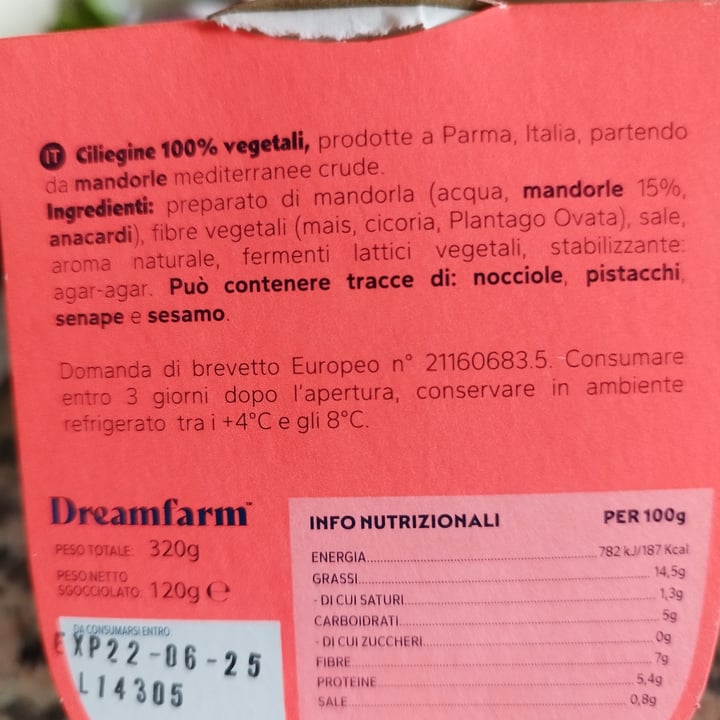 IT Ciliegine 100% vegetali, prodotte a Parma, Italia, partendo
da mandorle mediterranee crude.
Ingredienti: preparato di mandorla (acqua, mandorle 15%,
anacardi), fibre vegetali (mais, cicoria, Plantago Ovata), sale,
aroma naturale, fermenti lattici vegetali, stabilizzante:
agar-agar. Può contenere tracce di: nocciole, pistacchi,
senape e sesamo.
Domanda di brevetto Europeo n° 21160683.5. Consumare
entro 3 giorni dopo l'apertura, conservare in ambiente
refrigerato tra i +4°C e gli 8°C.
Dreamfarm™
PESO TOTALE: 320g
PESO NETTO
SGOCCIOLATO: 120g ℮
DA CONSUMARSI ENTRO:
EXP22-06-25
L14305
INFO NUTRIZIONALI PER 100g
ENERGIA 782 kJ/187 Kcal
GRASSI 14,5g
- DI CUI SATURI 1,3g
CARBOIDRATI 5g
- DI CUI ZUCCHERI 0g
FIBRE 7g
PROTEINE 5,4g
SALE 0,8g